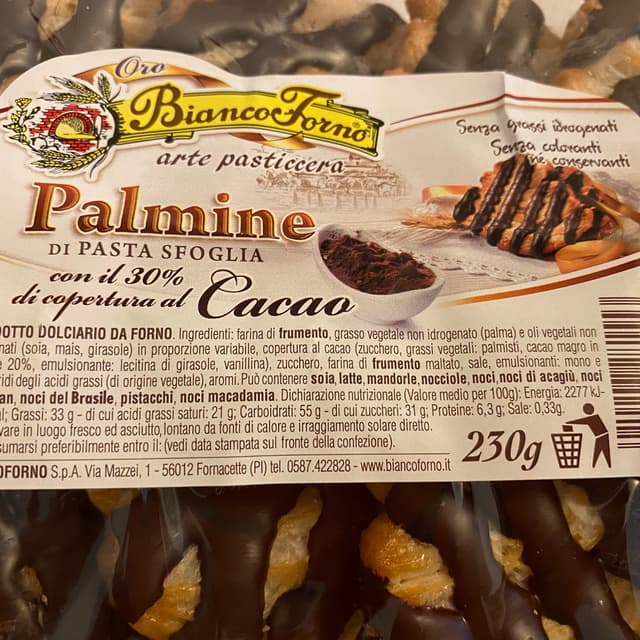 Oro
BiancoForno®
arte pasticcera
Senza grassi idrogenati
Senza coloranti
né conservanti
Palmine
DI PASTA SFOGLIA
con il 30%
di copertura al Cacao
DOTTO DOLCIARIO DA FORNO. Ingredienti: farina di frumento, grasso vegetale non idrogenato (palma) e oli vegetali non
nati (soia, mais, girasole) in proporzione variabile, copertura al cacao (zucchero, grassi vegetali: palmisti, cacao magro in
e 20%, emulsionante: lecitina di girasole, vanillina), zucchero, farina di frumento maltato, sale, emulsionanti: mono e
ridi degli acidi grassi (di origine vegetale), aromi. Può contenere soia, latte, mandorle, nocciole, noci, noci di acagiù, noci
an, noci del Brasile, pistacchi, noci macadamia. Dichiarazione nutrizionale (Valore medio per 100g): Energia: 2277 kJ-
al; Grassi: 33 g - di cui acidi grassi saturi: 21 g; Carboidrati: 55 g - di cui zuccheri: 31 g; Proteine: 6,3 g; Sale: 0,33g.
vare in luogo fresco ed asciutto, lontano da fonti di calore e irraggiamento solare diretto.
sumarsi preferibilmente entro il: (vedi data stampata sul fronte della confezione).
230g
OFORNO S.p.A. Via Mazzei, 1 - 56012 Fornacette (PI) tel. 0587.422828 - www.biancoforno.it